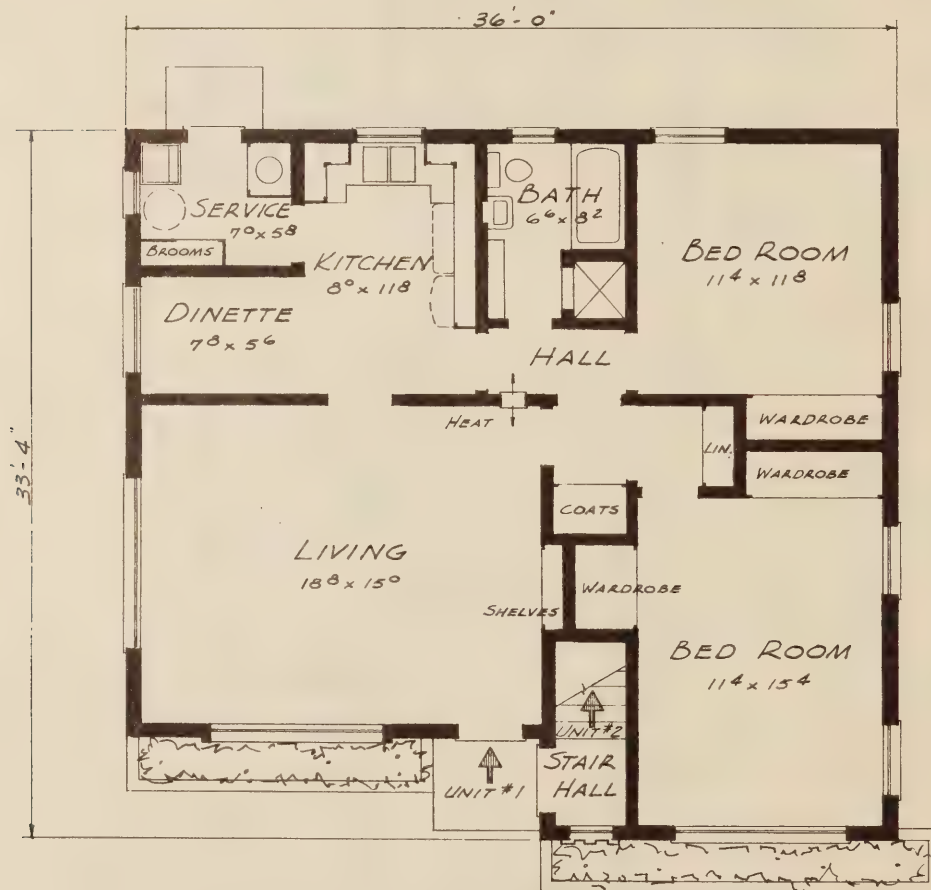 36'-0"
SERVICE
7⁰ x 5⁸
BROOMS
KITCHEN
8⁰ x 11⁸
BATH
6⁶ x 8²
BED ROOM
11⁴ x 11⁸
DINETTE
7⁸ x 5⁶
HALL
HEAT
WARDROBE
LIN.
WARDROBE
33'-4"
COATS
LIVING
18⁸ x 15⁰
SHELVES
WARDROBE
BED ROOM
11⁴ x 15⁴
UNIT #2
STAIR
HALL
UNIT #1